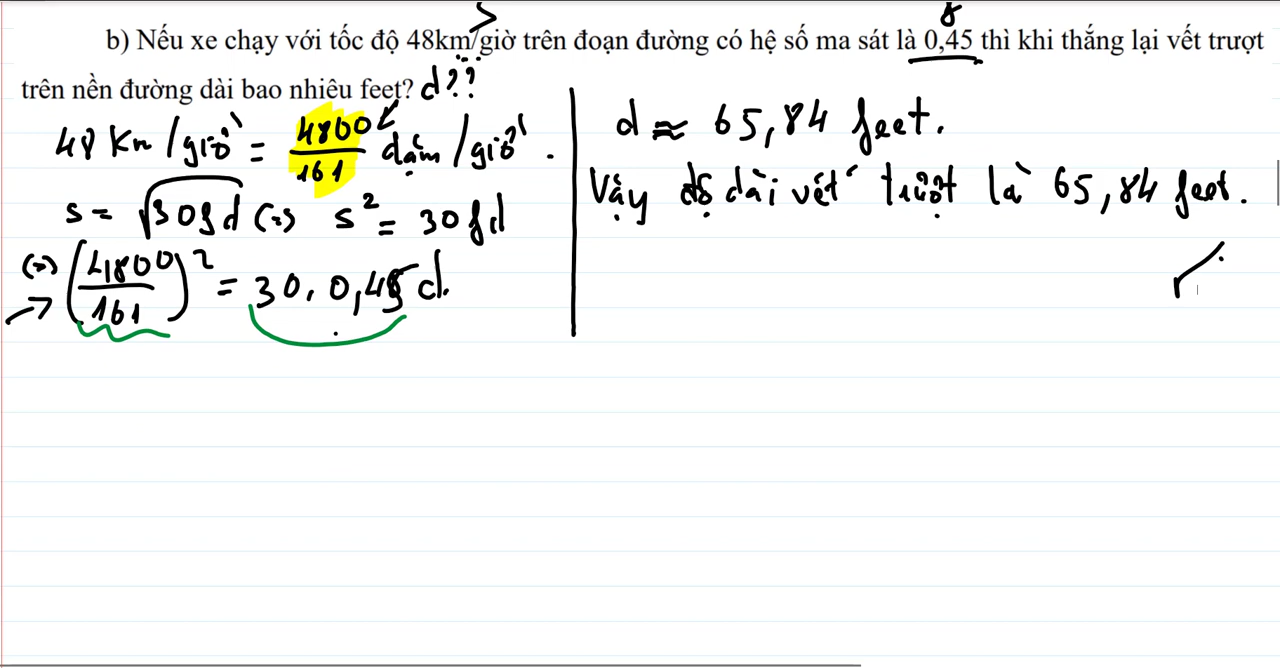 b) Nếu xe chạy với tốc độ 48km/giờ trên đoạn đường có hệ số ma sát là 0,45 thì khi thắng lại vết trượt
trên nền đường dài bao nhiêu feet? d??
48 Km/giờ = 4800/161 dặm/giờ.
s = √30fd (=) s² = 30fd
(=) (4800/161)² = 30.0,45d.
d ≈ 65,84 feet.
Vậy độ dài vết trượt là 65,84 feet.